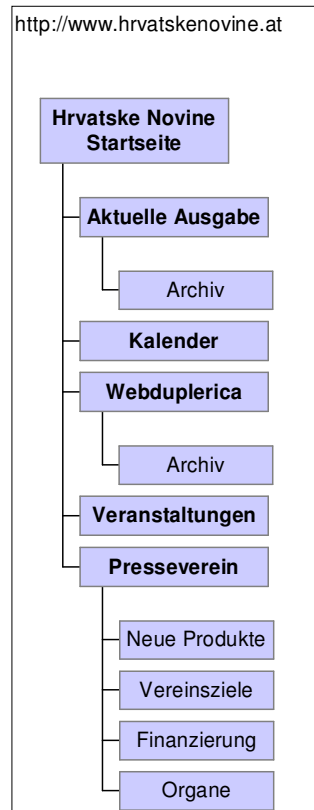 http://www.hrvatskenovine.at
Hrvatske Novine
Startseite
Aktuelle Ausgabe
Archiv
Kalender
Webduplerica
Archiv
Veranstaltungen
Presseverein
Neue Produkte
Vereinsziele
Finanzierung
Organe